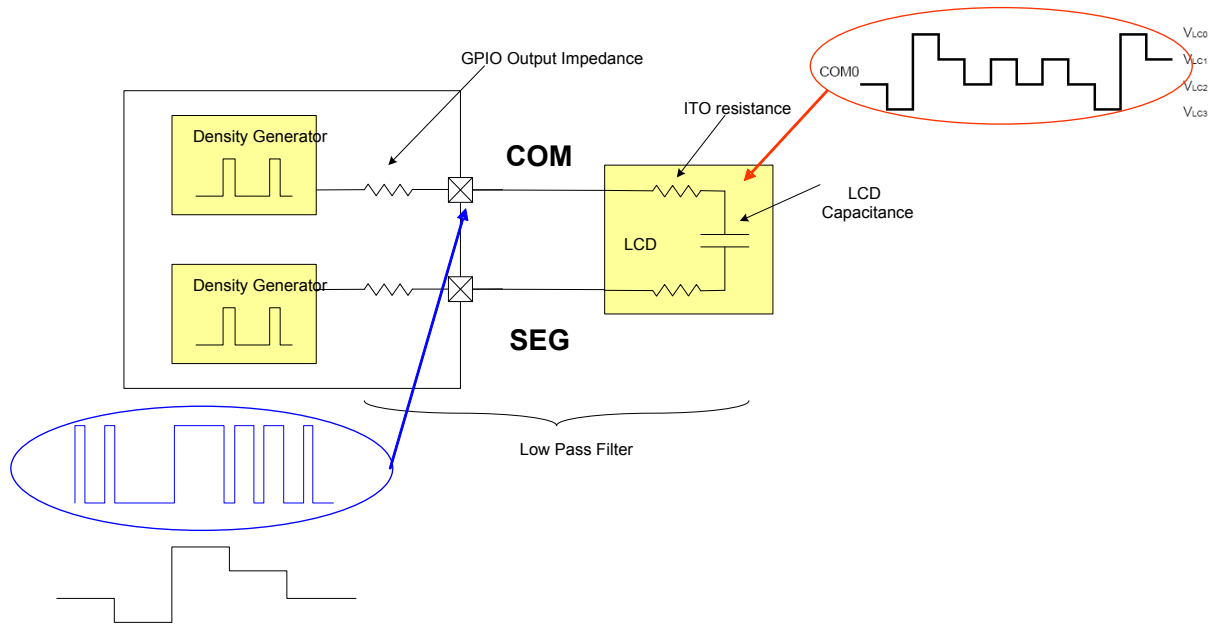 GPIO Output Impedance
COM0
VLC0
VLC1
VLC2
VLC3
ITO resistance
Density Generator
COM
LCD
Capacitance
LCD
Density Generator
SEG
Low Pass Filter